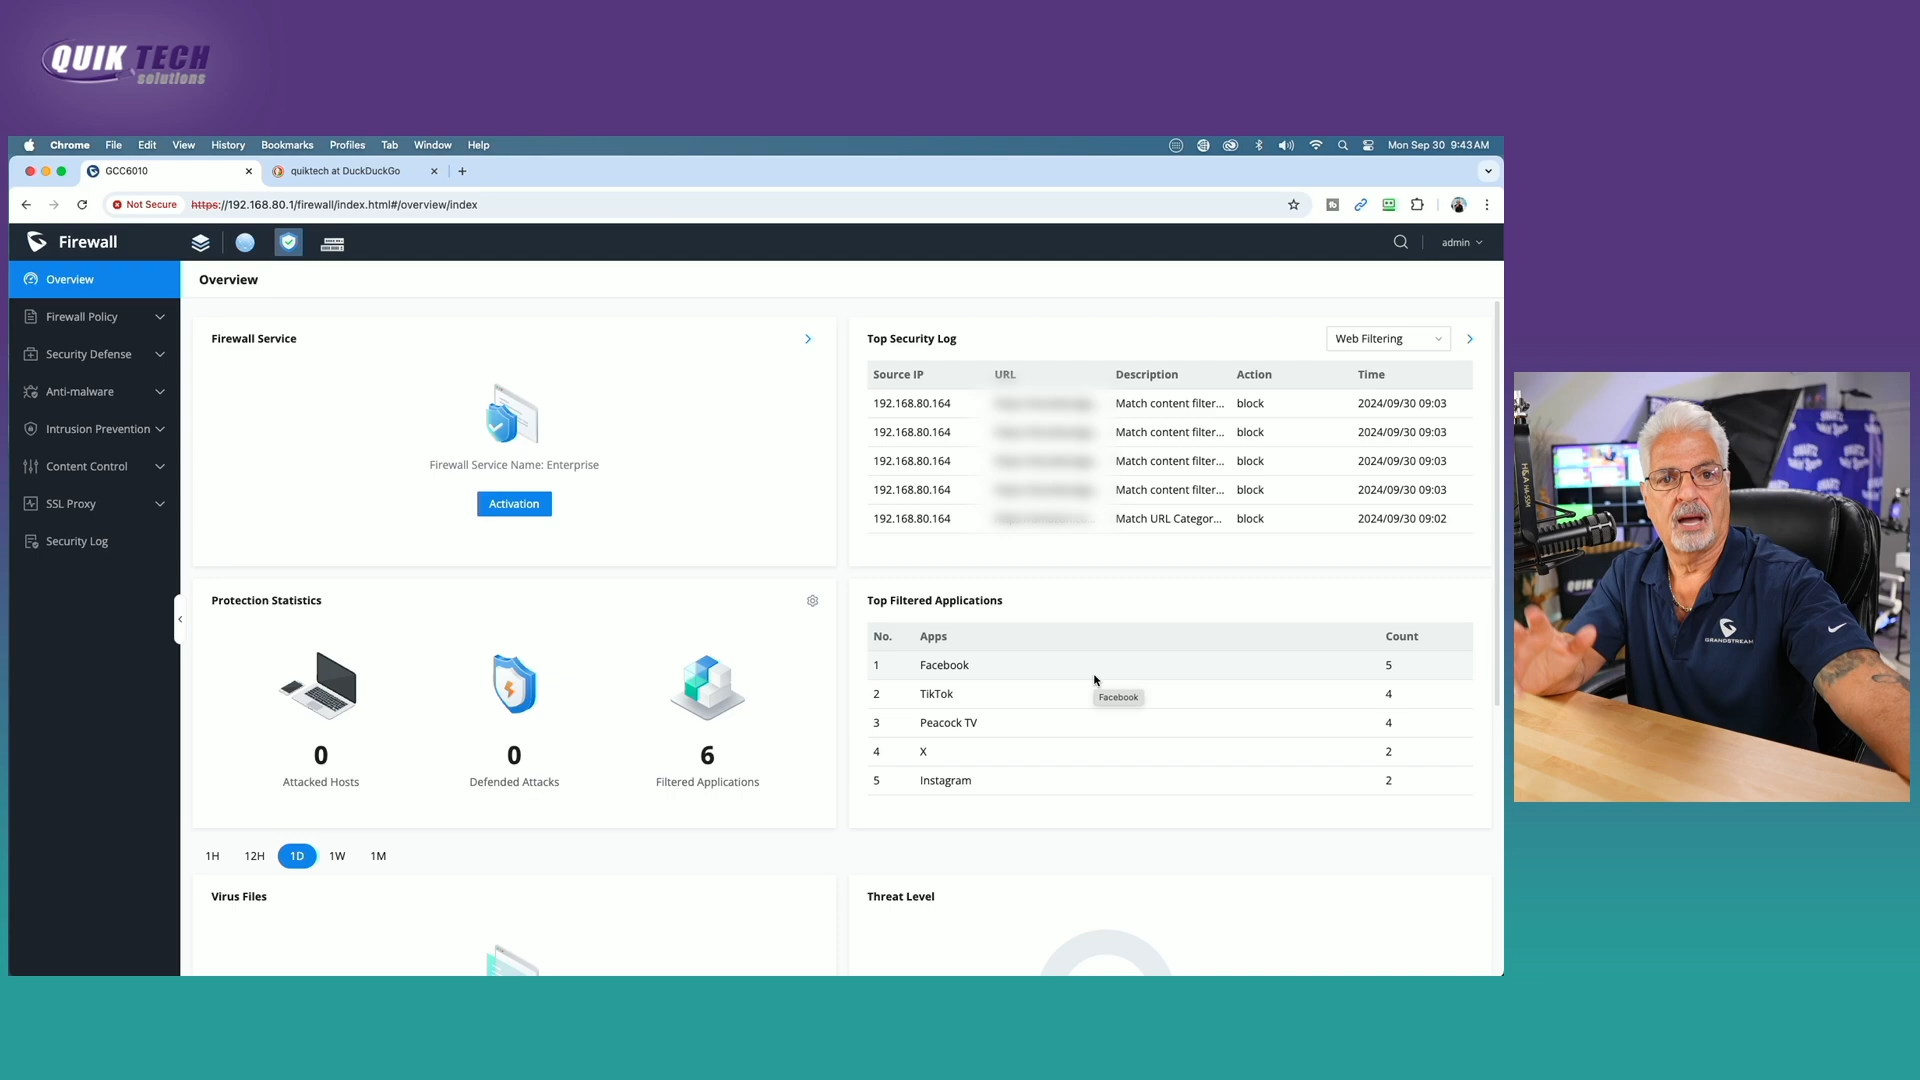 QUIK TECH
solutions
Chrome File Edit View History Bookmarks Profiles Tab Window Help
Mon Sep 30 9:43 AM
GCC6010
quiktech at DuckDuckGo
Not Secure https://192.168.80.1/firewall/index.html#/overview/index
Firewall
admin
Overview
Firewall Policy
Security Defense
Anti-malware
Intrusion Prevention
Content Control
SSL Proxy
Security Log
Overview
Firewall Service
Firewall Service Name: Enterprise
Activation
Top Security Log
Web Filtering
Source IP URL Description Action Time
192.168.80.164 Match content filter... block 2024/09/30 09:03
192.168.80.164 Match content filter... block 2024/09/30 09:03
192.168.80.164 Match content filter... block 2024/09/30 09:03
192.168.80.164 Match content filter... block 2024/09/30 09:03
192.168.80.164 Match URL Categor... block 2024/09/30 09:02
Protection Statistics
0
Attacked Hosts
0
Defended Attacks
6
Filtered Applications
Top Filtered Applications
No. Apps Count
1 Facebook 5
2 TikTok 4
3 Peacock TV 4
4 X 2
5 Instagram 2
Facebook
1H 12H 1D 1W 1M
Virus Files
Threat Level
GRANDSTREAM